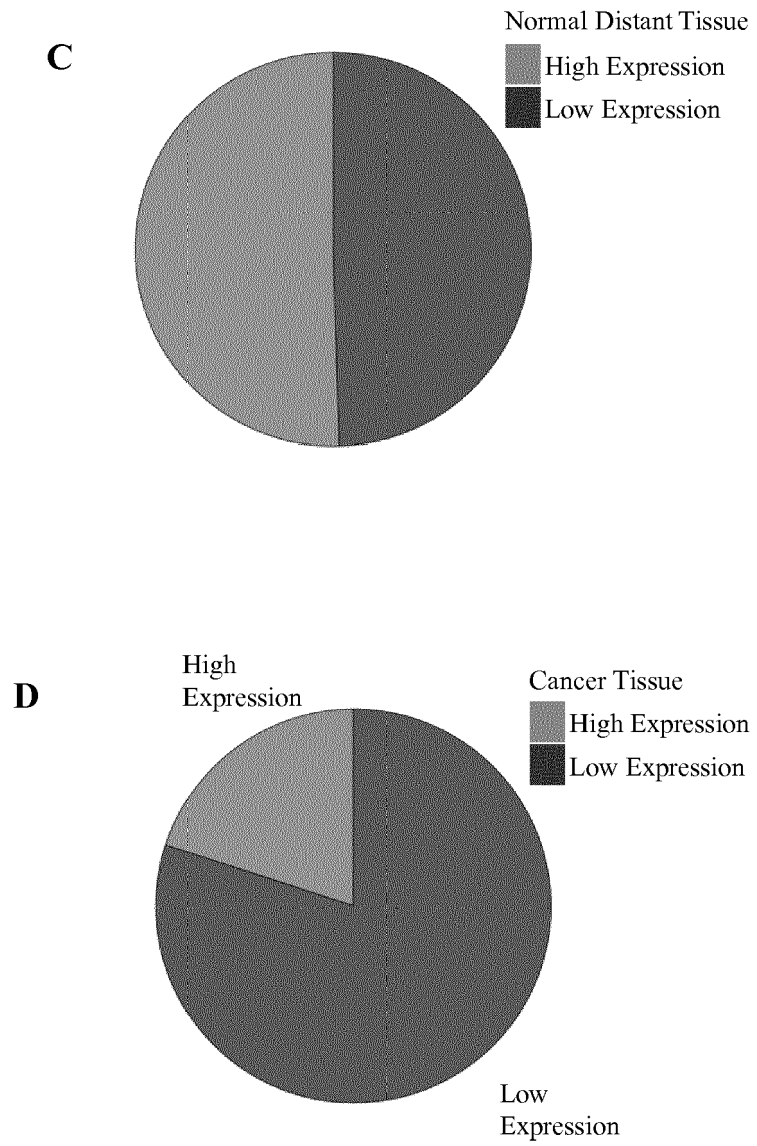 C
Normal Distant Tissue
High Expression
Low Expression
D
High
Expression
Cancer Tissue
High Expression
Low Expression
Low
Expression